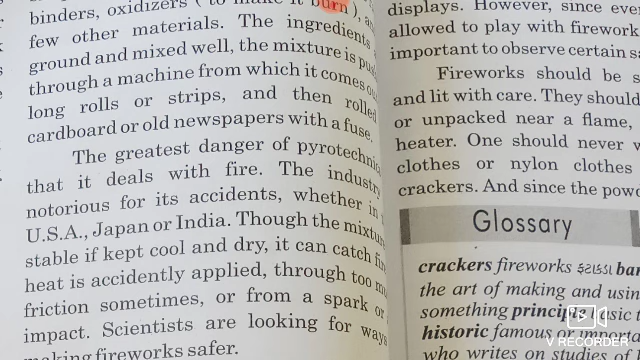 binders, oxidizers ( to make it burn ),
few other materials. The ingredients
ground and mixed well, the mixture is
through a machine from which it comes
long rolls or strips, and then rolled
cardboard or old newspapers with a fuse.
The greatest danger of
that it deals with fire. The industry
notorious for its accidents, whether in
U.S.A., Japan or India. Though the
stable if kept cool and dry, it can catch
heat is accidently applied, through too
friction sometimes, or from a spark or
impact. Scientists are looking for ways
making fireworks safer.
displays. However, since
allowed to play with
important to observe certain
Fireworks should be
and lit with care. They should
or unpacked near a flame,
heater. One should never
clothes or nylon clothes
crackers. And since the
Glossary
crackers fireworks ફટાકડા
the art of making and
something principle
historic famous or
who writes on studies of
V RECORDER